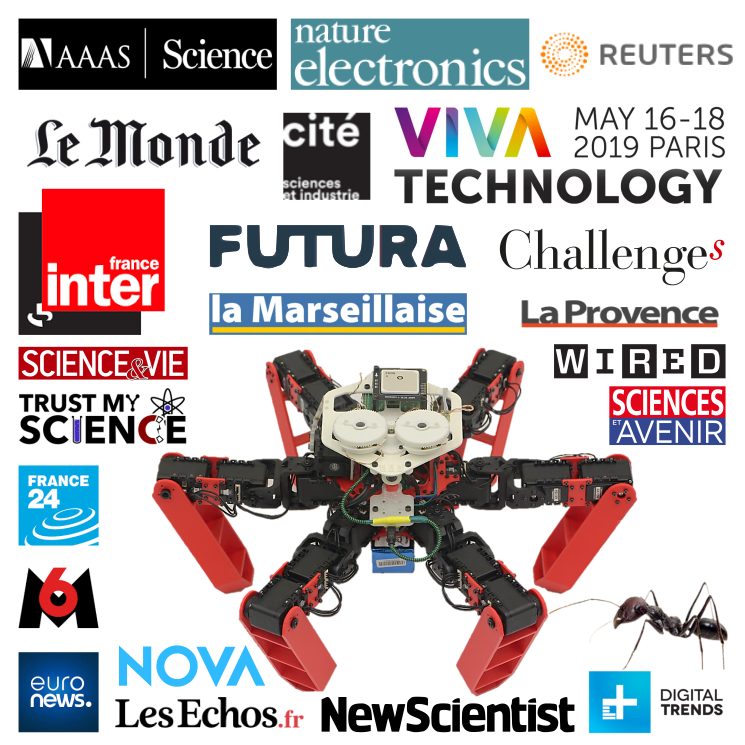 AAAS | Science
nature
electronics
REUTERS
Le Monde
cité
sciences
et industrie
VIVA
TECHNOLOGY
MAY 16-18
2019 PARIS
france
inter
FUTURA
Challenges
la Marseillaise
La Provence
SCIENCE&VIE
WIRED
TRUST MY
SCIENCE
SCIENCES
ET
AVENIR
FRANCE
24
M6
euro
news.
NOVA
LesEchos.fr
NewScientist
DIGITAL
TRENDS